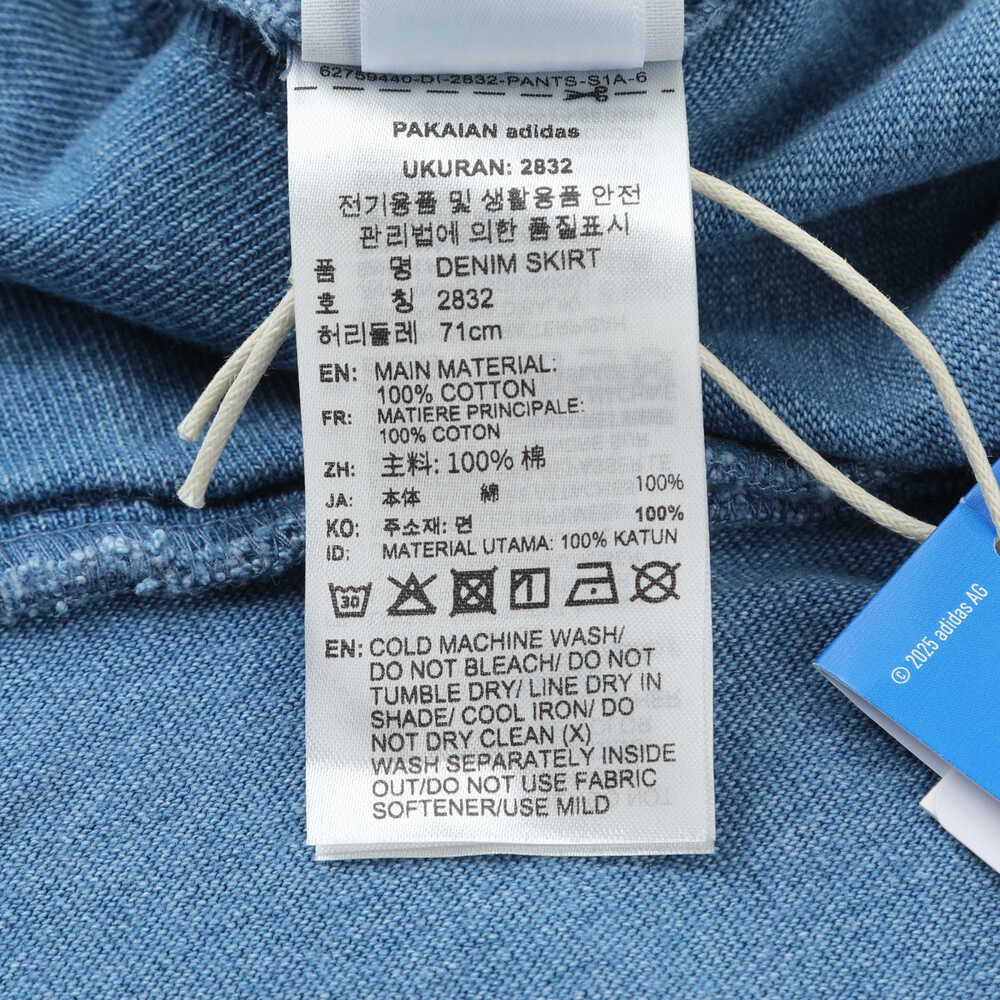 62759440-D(-2832-PANTS-S1A-6
PAKAIAN adidas
UKURAN: 2832
전기용품 및 생활용품 안전
관리법에 의한 품질표시
품 명 DENIM SKIRT
호 칭 2832
허리둘레 71cm
EN: MAIN MATERIAL:
100% COTTON
FR: MATIERE PRINCIPALE:
100% COTON
ZH: 主料: 100% 棉
JA: 本体 綿 100%
KO: 주소재: 면 100%
ID: MATERIAL UTAMA: 100% KATUN
30
EN: COLD MACHINE WASH/
DO NOT BLEACH/ DO NOT
TUMBLE DRY/ LINE DRY IN
SHADE/ COOL IRON/ DO
NOT DRY CLEAN (X)
WASH SEPARATELY INSIDE
OUT/DO NOT USE FABRIC
SOFTENER/USE MILD
© 2025 adidas AG